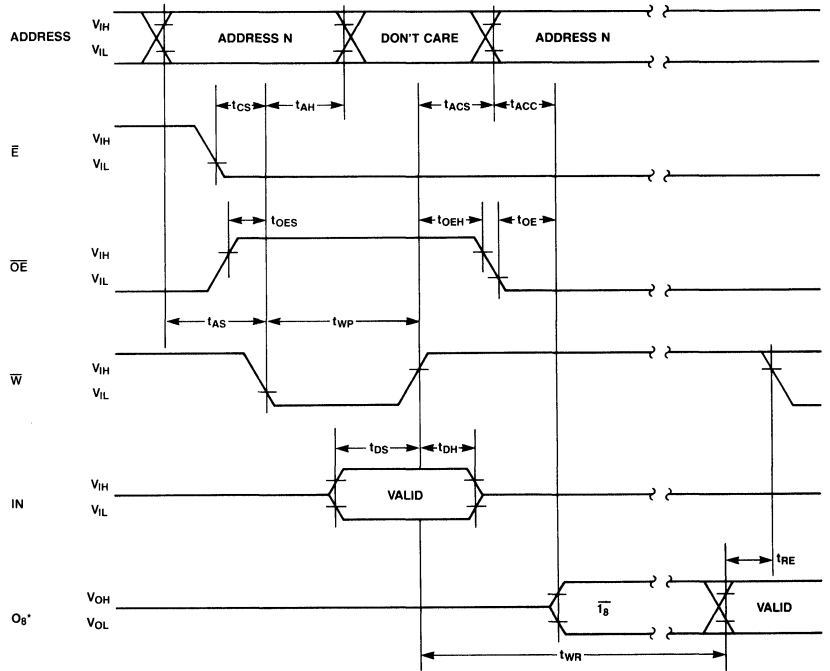 ADDRESS
VIH
VIL
ADDRESS N
DON'T CARE
ADDRESS N
tCS
tAH
tACS
tACC
E̅
VIH
VIL
tOES
tOEH
tOE
O̅E̅
VIH
VIL
tAS
tWP
W̅
VIH
VIL
tDS
tDH
IN
VIH
VIL
VALID
tRE
O8*
VOH
VOL
1̅8̅
VALID
tWR